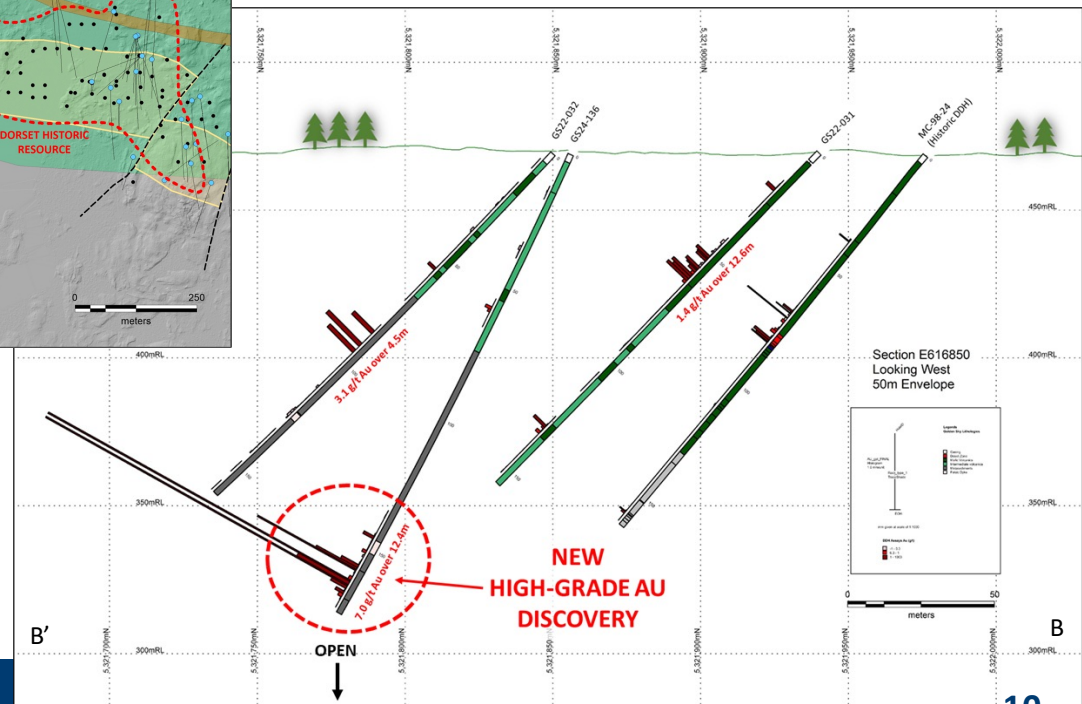 DORSET HISTORIC
RESOURCE
0 250
meters
5,321,750mN
5,321,800mN
5,321,850mN
5,321,900mN
5,321,950mN
5,322,000mN
GS22-032
GS24-136
GS22-031
MC-98-24
(Historic DDH)
450mRL
450mRL
1.4 g/t Au over 12.6m
3.1 g/t Au over 4.5m
400mRL
400mRL
Section E616850
Looking West
50m Envelope
350mRL
350mRL
7.0 g/t Au over 12.4m
NEW
HIGH-GRADE AU
DISCOVERY
0 50
meters
B’
B
OPEN
300mRL
300mRL
5,321,700mN
5,321,750mN
5,321,800mN
5,321,850mN
5,321,900mN
5,321,950mN
5,322,000mN